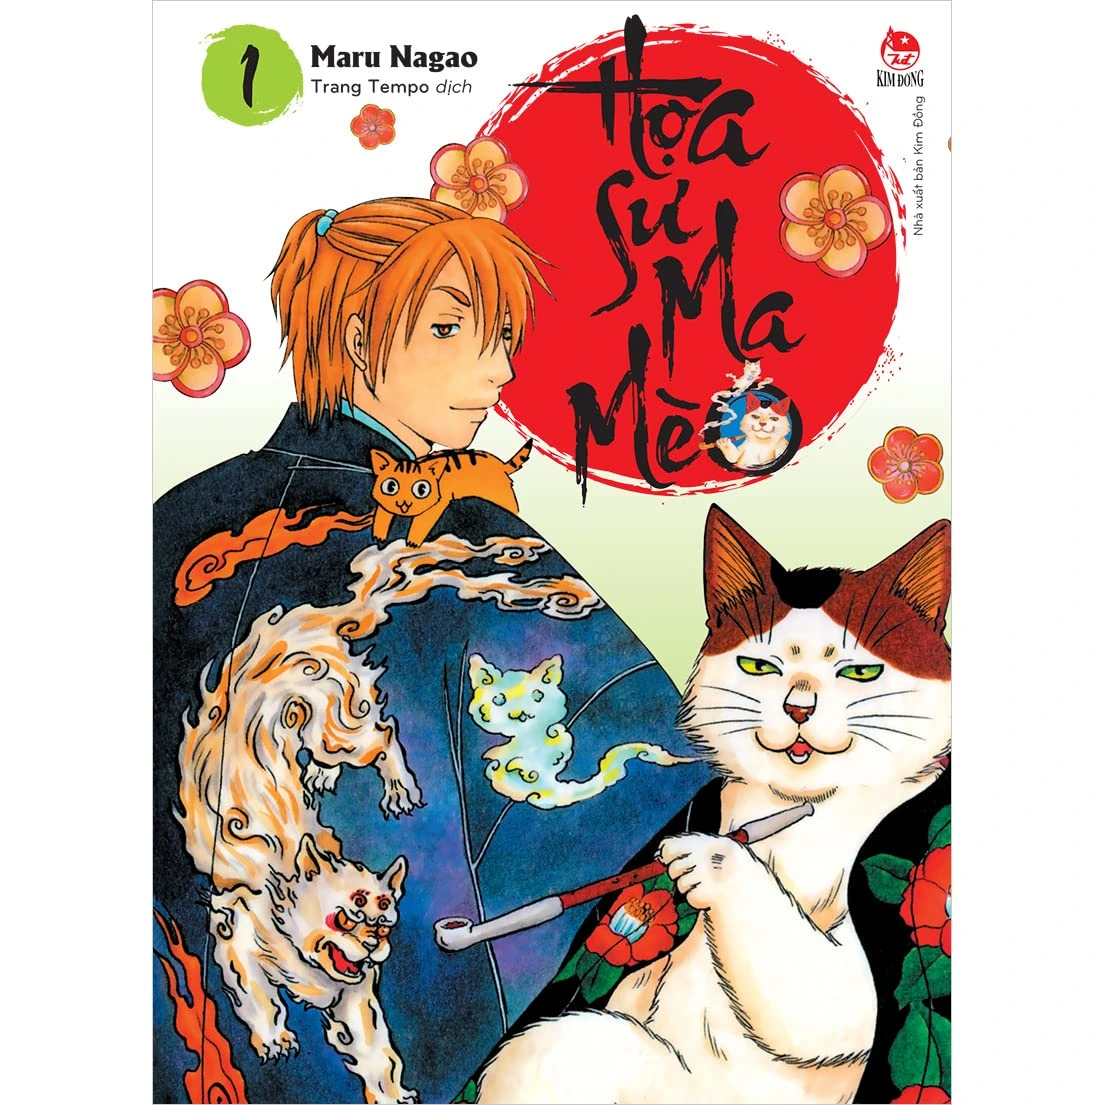 1
Maru Nagao
Trang Tempo dịch
Họa
Sư
Ma
Mèo
KIM ĐỒNG
Nhà xuất bản Kim Đồng